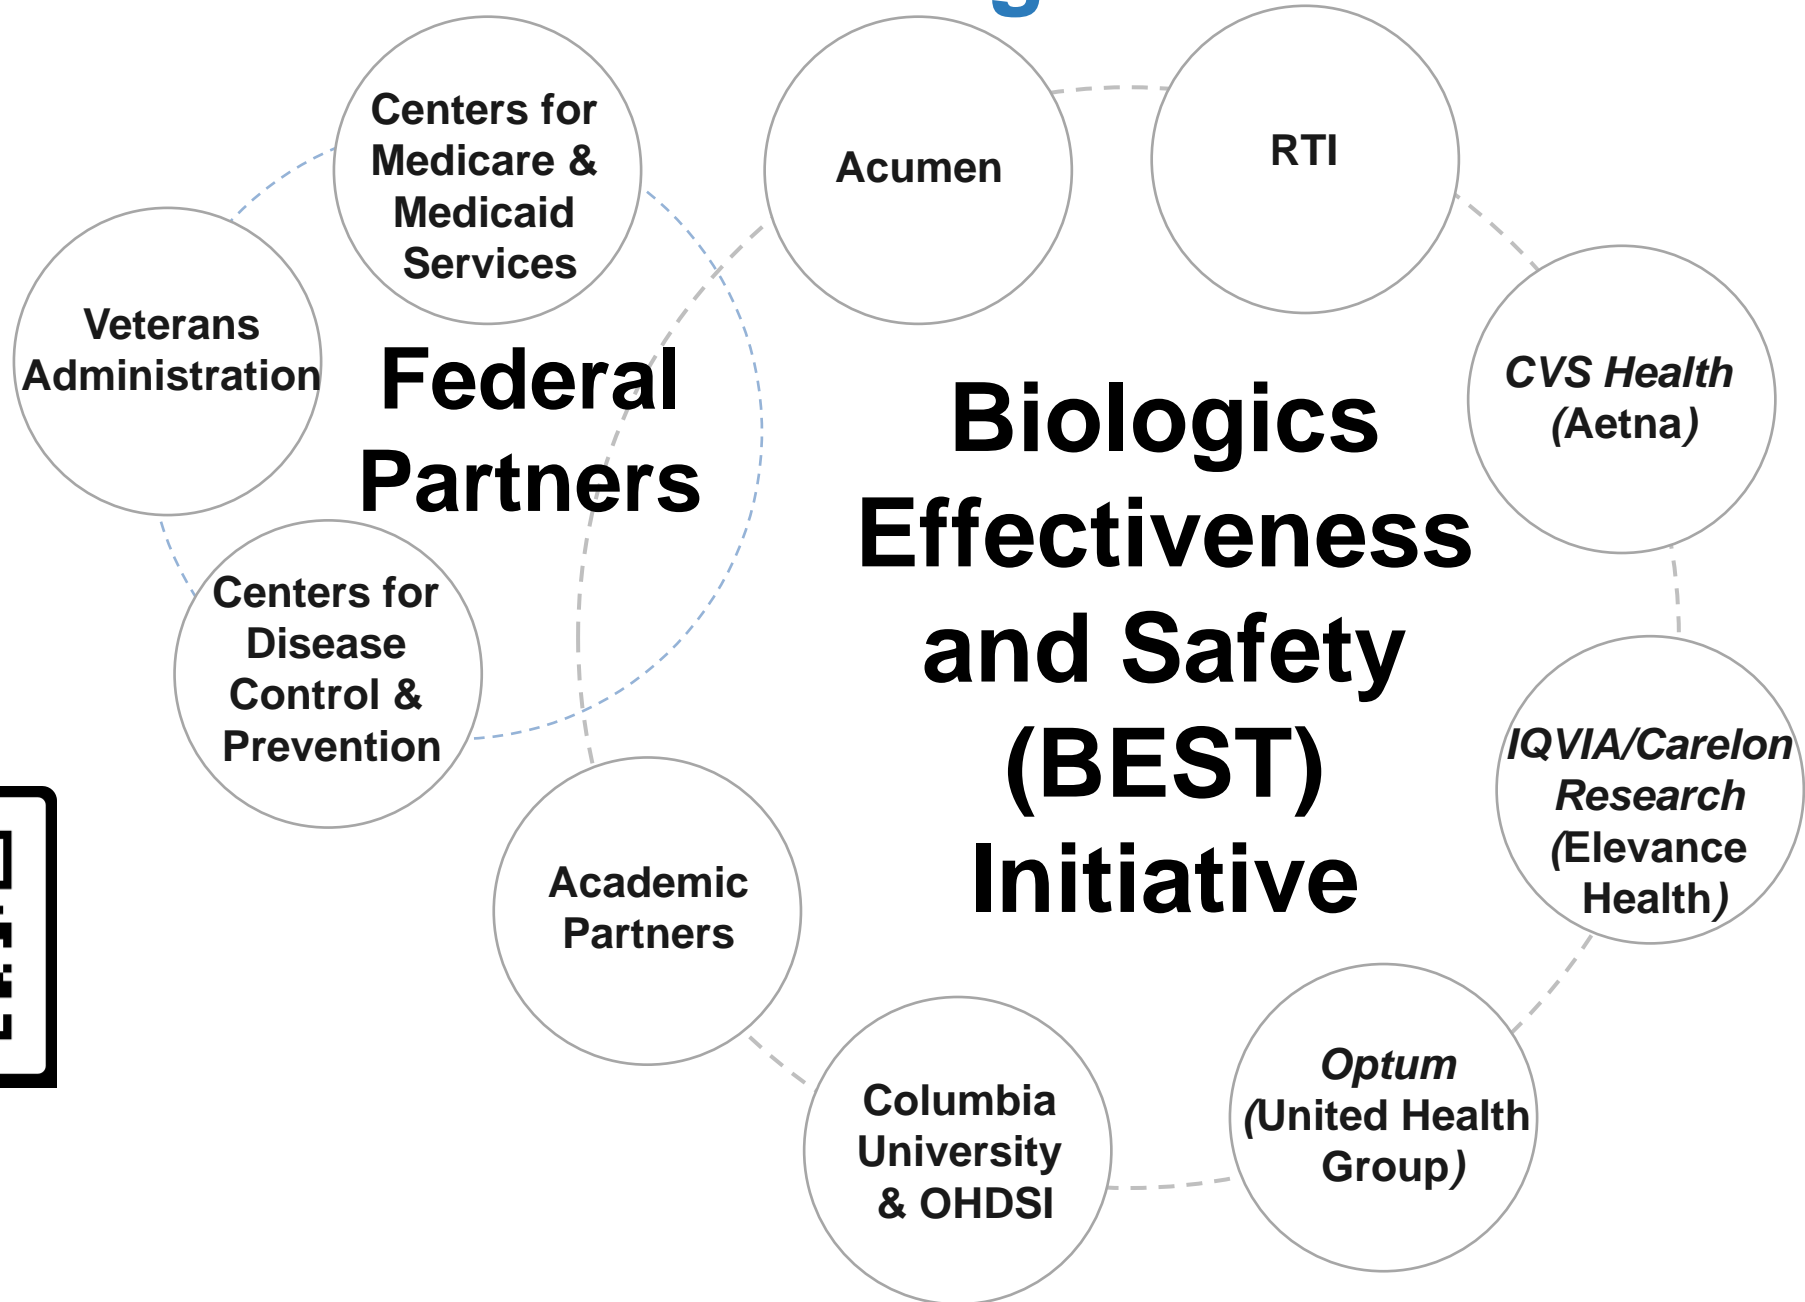 Centers for
Medicare &
Medicaid
Services
Veterans
Administration
Federal
Partners
Centers for
Disease
Control &
Prevention
Acumen
RTI
CVS Health
(Aetna)
Biologics
Effectiveness
and Safety
(BEST)
Initiative
IQVIA/Carelon
Research
(Elevance
Health)
Academic
Partners
Columbia
University
& OHDSI
Optum
(United Health
Group)